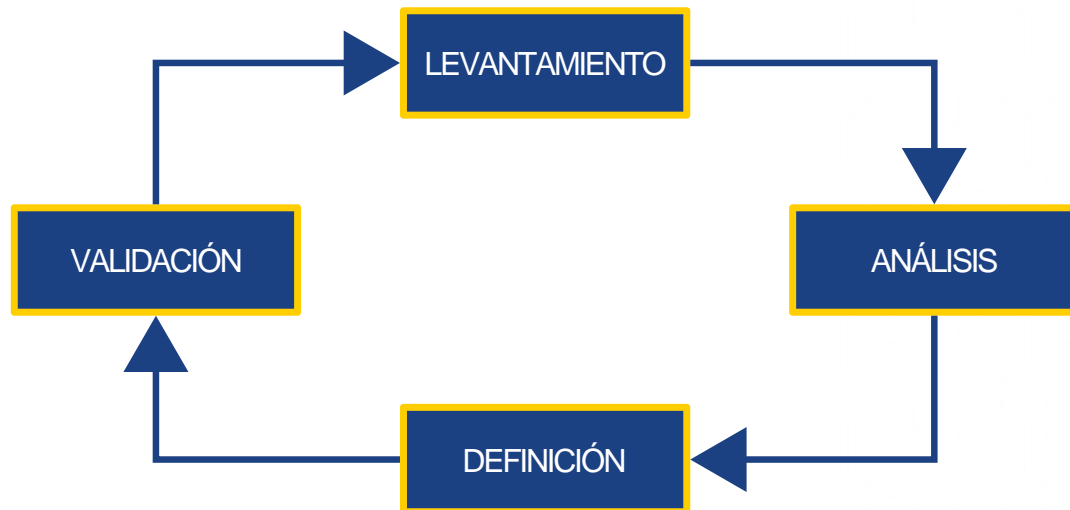 LEVANTAMIENTO
VALIDACIÓN
ANÁLISIS
DEFINICIÓN